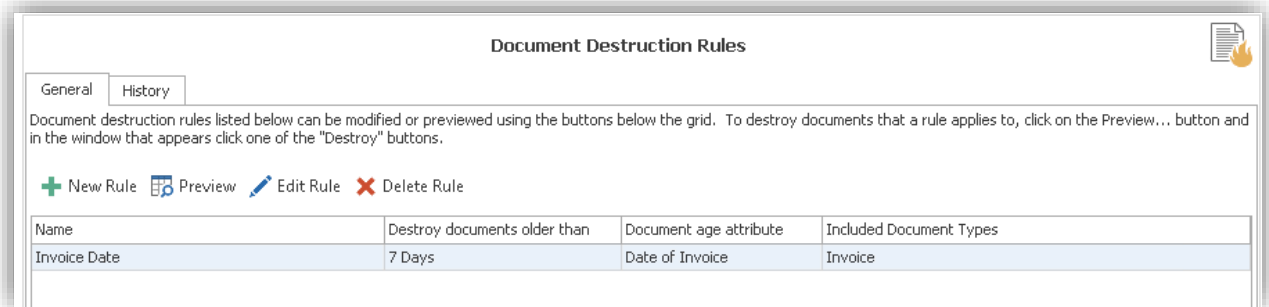 Document Destruction Rules
General History
Document destruction rules listed below can be modified or previewed using the buttons below the grid. To destroy documents that a rule applies to, click on the Preview... button and
in the window that appears click one of the "Destroy" buttons.
New Rule Preview Edit Rule Delete Rule
Name Destroy documents older than Document age attribute Included Document Types
Invoice Date 7 Days Date of Invoice Invoice